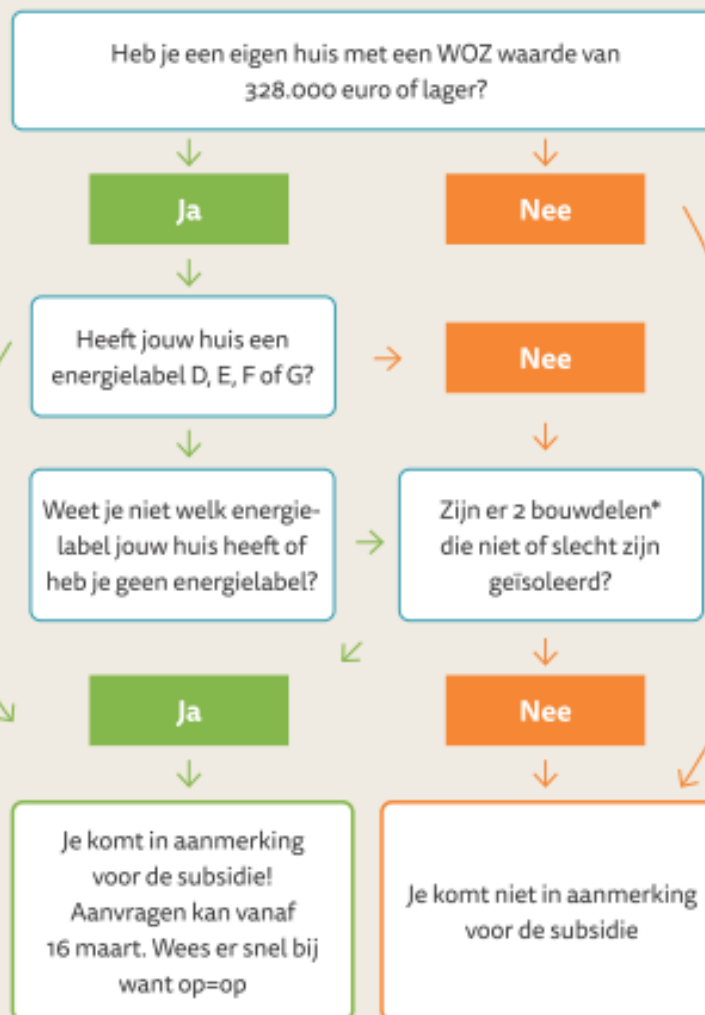 Heb je een eigen huis met een WOZ waarde van
328.000 euro of lager?
Ja
Nee
Heeft jouw huis een
energielabel D, E, F of G?
Nee
Weet je niet welk energie-
label jouw huis heeft of
heb je geen energielabel?
Zijn er 2 bouwdelen*
die niet of slecht zijn
geïsoleerd?
Ja
Nee
Je komt in aanmerking
voor de subsidie!
Aanvragen kan vanaf
16 maart. Wees er snel bij
want op=op
Je komt niet in aanmerking
voor de subsidie